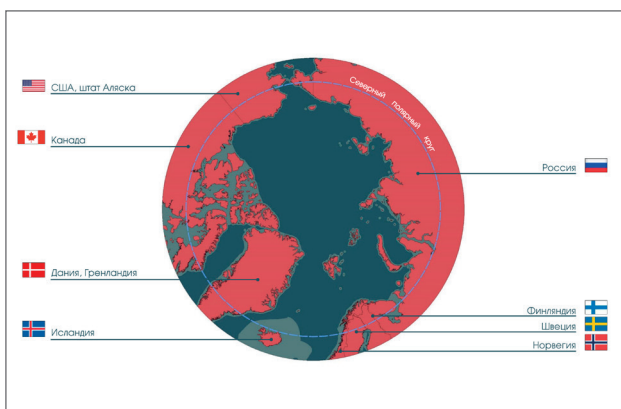 США, штат Аляска
Канада
Дания, Гренландия
Исландия
Северный полярный круг
Россия
Финляндия
Швеция
Норвегия